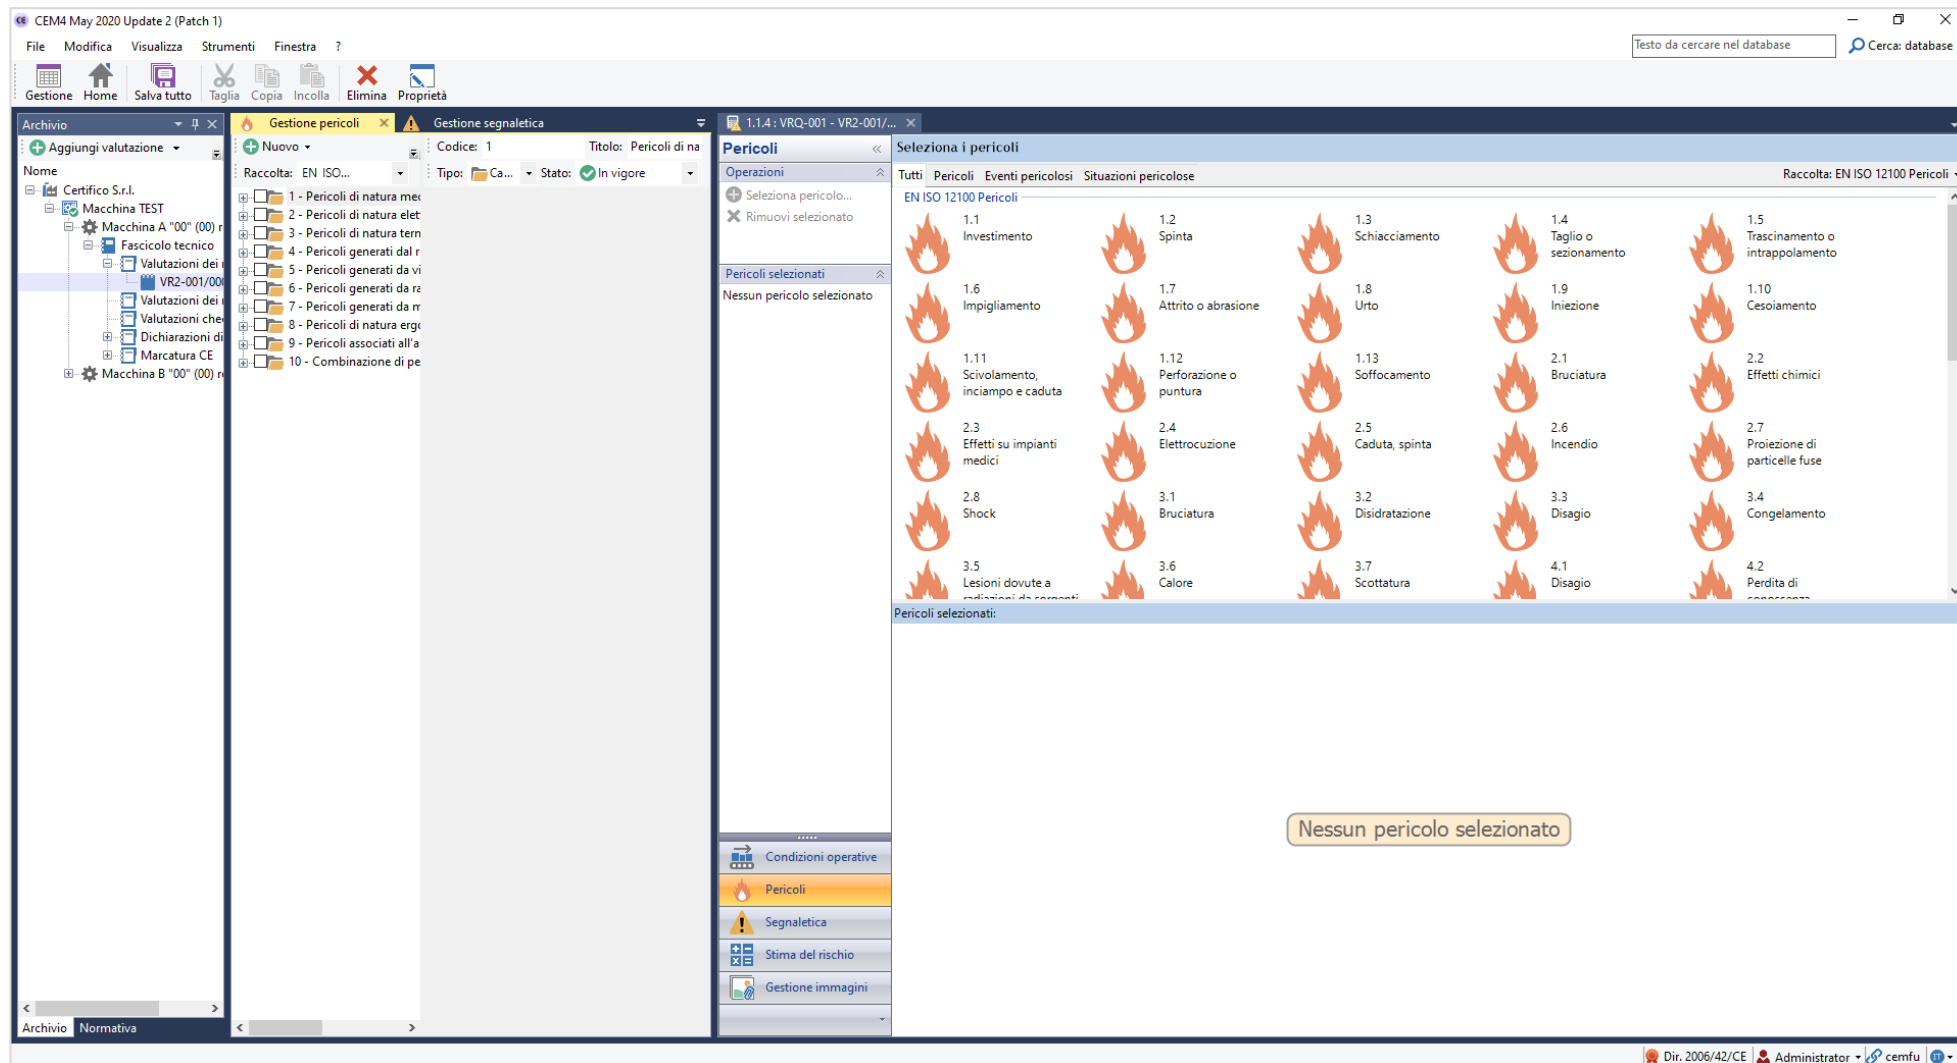 CEM4 May 2020 Update 2 (Patch 1)
File Modifica Visualizza Strumenti Finestra ?
Testo da cercare nel database
Cerca: database
Gestione Home Salva tutto Taglia Copia Incolla Elimina Proprietà
Archivio
Aggiungi valutazione
Nome
Certifico S.r.l.
Macchina TEST
Macchina A "00" (00) r
Fascicolo tecnico
Valutazioni dei
VR2-001/000
Valutazioni dei
Valutazioni che
Dichiarazioni di
Marcatura CE
Macchina B "00" (00) r
Archivio Normativa
Gestione pericoli
Gestione segnaletica
Nuovo
Raccolta: EN ISO...
1 - Pericoli di natura mec
2 - Pericoli di natura elet
3 - Pericoli di natura tern
4 - Pericoli generati dal r
5 - Pericoli generati da vi
6 - Pericoli generati da ra
7 - Pericoli generati da m
8 - Pericoli di natura ergo
9 - Pericoli associati all'a
10 - Combinazione di pe
Codice: 1 Titolo: Pericoli di na
Tipo: Ca... Stato: In vigore
1.1.4 : VRQ-001 - VR2-001/...
Pericoli
Operazioni
Seleziona pericolo...
Rimuovi selezionato
Pericoli selezionati
Nessun pericolo selezionato
Condizioni operative
Pericoli
Segnaletica
Stima del rischio
Gestione immagini
Seleziona i pericoli
Tutti Pericoli Eventi pericolosi Situazioni pericolose
Raccolta: EN ISO 12100 Pericoli
EN ISO 12100 Pericoli
1.1
Investimento
1.2
Spinta
1.3
Schiacciamento
1.4
Taglio o
sezionamento
1.5
Trascinamento o
intrappolamento
1.6
Impigliamento
1.7
Attrito o abrasione
1.8
Urto
1.9
Iniezione
1.10
Cesoiamento
1.11
Scivolamento,
inciampo e caduta
1.12
Perforazione o
puntura
1.13
Soffocamento
2.1
Bruciatura
2.2
Effetti chimici
2.3
Effetti su impianti
medici
2.4
Elettrocuzione
2.5
Caduta, spinta
2.6
Incendio
2.7
Proiezione di
particelle fuse
2.8
Shock
3.1
Bruciatura
3.2
Disidratazione
3.3
Disagio
3.4
Congelamento
3.5
Lesioni dovute a
radiazioni da sorgenti
3.6
Calore
3.7
Scottatura
4.1
Disagio
4.2
Perdita di
conoscenza
Pericoli selezionati:
Nessun pericolo selezionato
Dir. 2006/42/CE Administrator cemfu IT